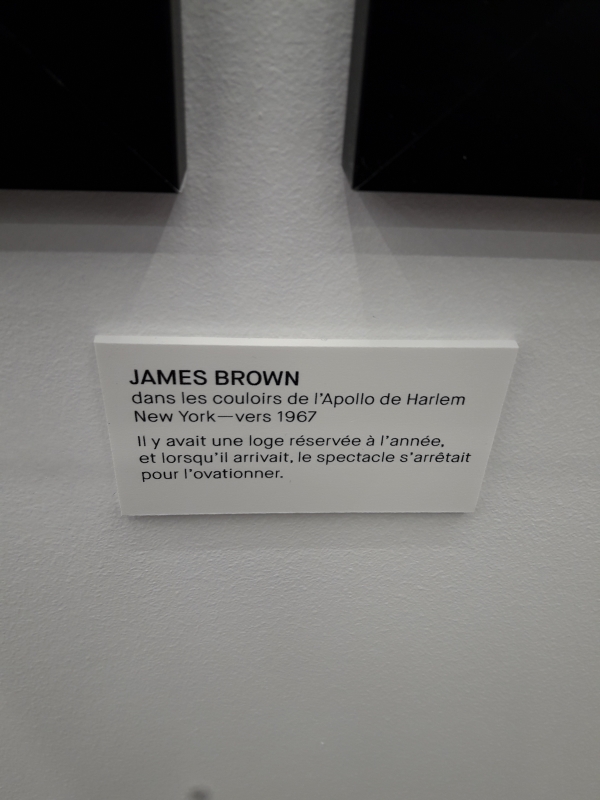 JAMES BROWN
dans les couloirs de l'Apollo de Harlem
New York—vers 1967
Il y avait une loge réservée à l'année,
et lorsqu'il arrivait, le spectacle s'arrêtait
pour l'ovationner.